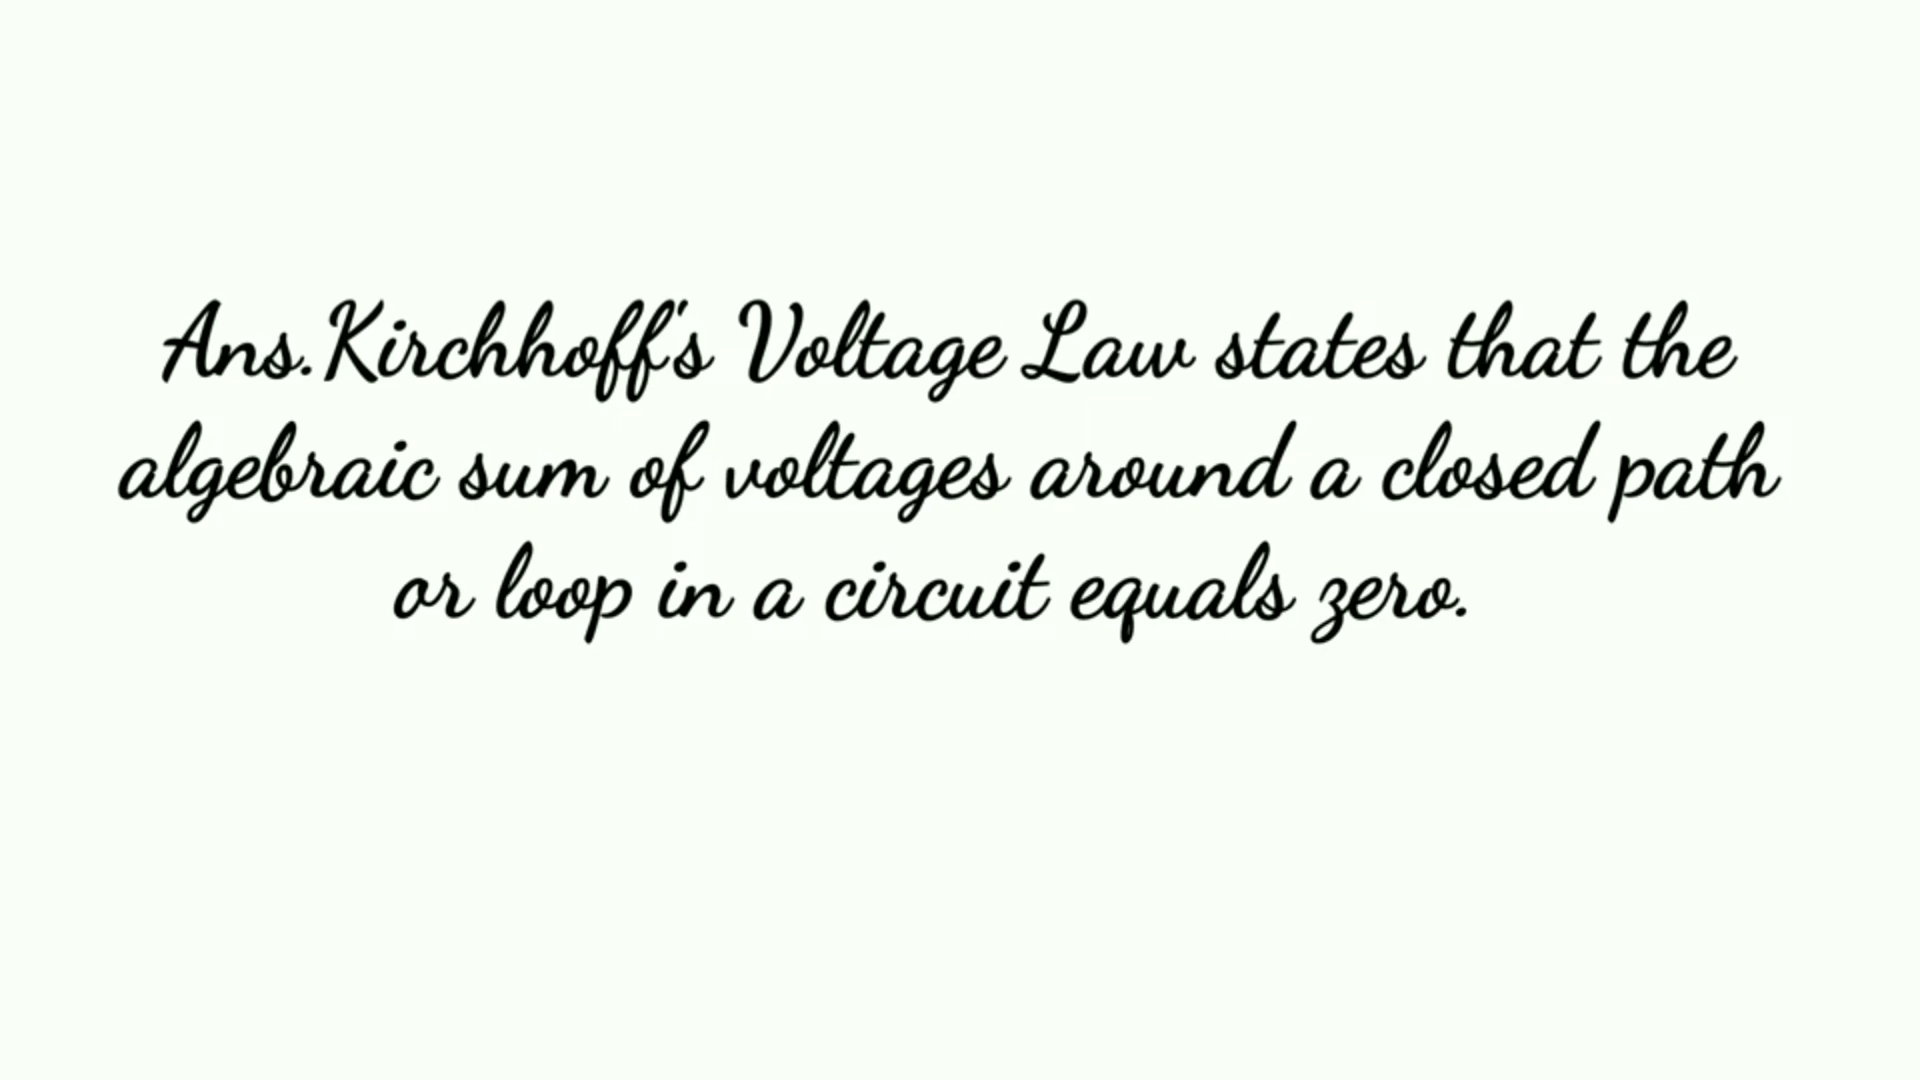 Ans.Kirchhoff's Voltage Law states that the
algebraic sum of voltages around a closed path
or loop in a circuit equals zero.